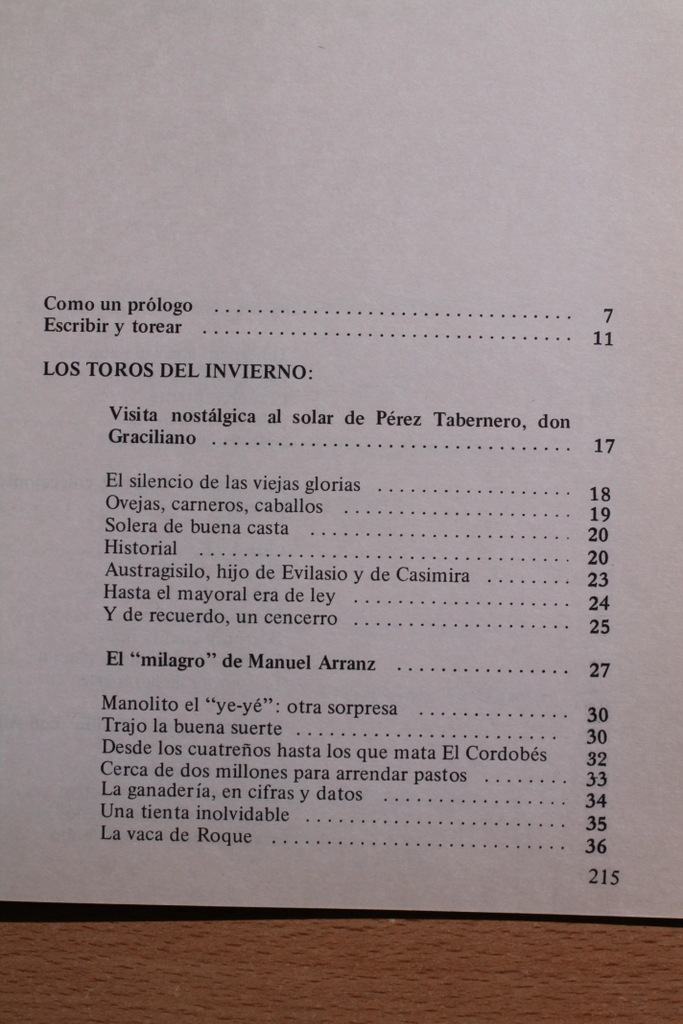 Como un prólogo .................................. 7
Escribir y torear .................................. 11
LOS TOROS DEL INVIERNO:
Visita nostálgica al solar de Pérez Tabernero, don
Graciliano .................................. 17
El silencio de las viejas glorias .................. 18
Ovejas, carneros, caballos ..................... 19
Solera de buena casta ........................ 20
Historial .................................. 20
Austragisilo, hijo de Evilasio y de Casimira ........ 23
Hasta el mayoral era de ley .................... 24
Y de recuerdo, un cencerro .................... 25
El “milagro” de Manuel Arranz ................ 27
Manolito el “ye-yé”: otra sorpresa .............. 30
Trajo la buena suerte ......................... 30
Desde los cuatreños hasta los que mata El Cordobés 32
Cerca de dos millones para arrendar pastos ........ 33
La ganadería, en cifras y datos ................. 34
Una tienta inolvidable ........................ 35
La vaca de Roque ............................ 36
215